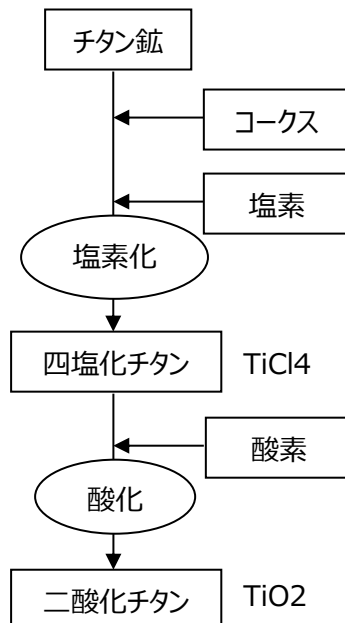 チタン鉱
コークス
塩素
塩素化
四塩化チタン TiCl4
酸素
酸化
二酸化チタン TiO2